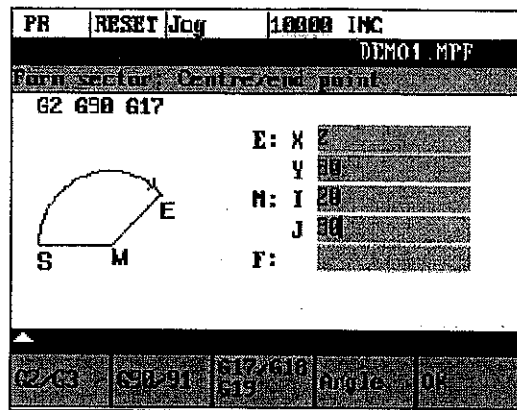 PR RESET Jog 10000 INC
DEMO1.MPF
Form sector, Centre/end point
G2 G90 G17
E: X
Y
E
M: I 20
J
S M
F:
G2/G3 G90/91 G17/G18 Angle OK
G19